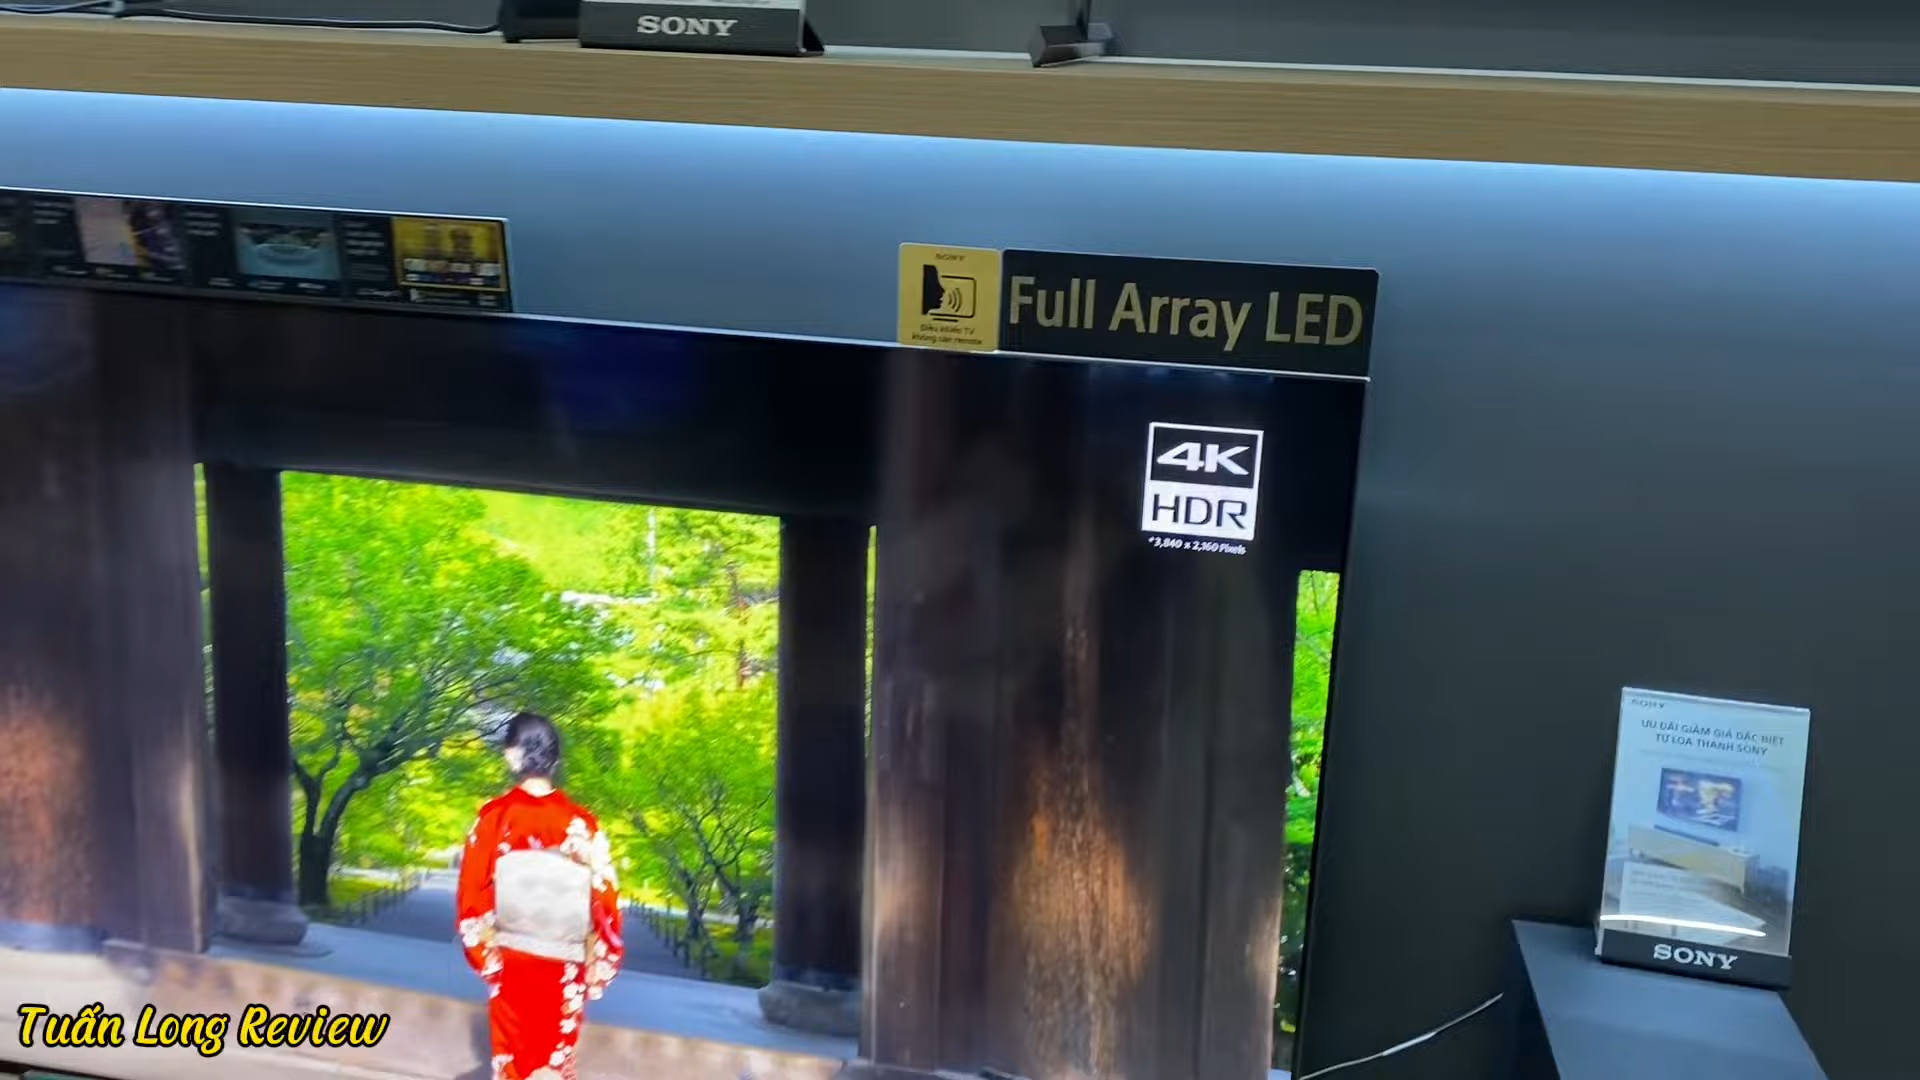 SONY
SONY
Điều khiển TV
không cần remote
Full Array LED
4K
HDR
*3,840 x 2,160 Pixels
SONY
ƯU ĐÃI GIẢM GIÁ ĐẶC BIỆT
TỪ LOA THANH SONY
SONY
Tuấn Long Review